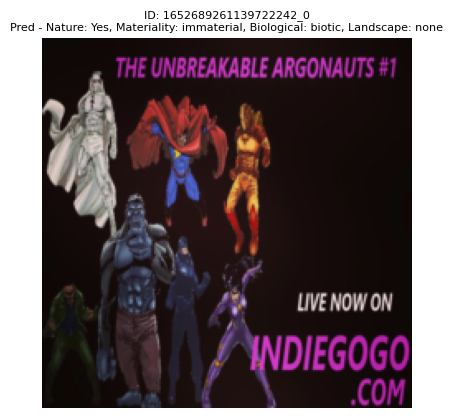 ID: 1652689261139722242_0
Pred - Nature: Yes, Materiality: immaterial, Biological: biotic, Landscape: none
THE UNBREAKABLE ARGONAUTS #1
LIVE NOW ON
INDIEGOGO
.COM